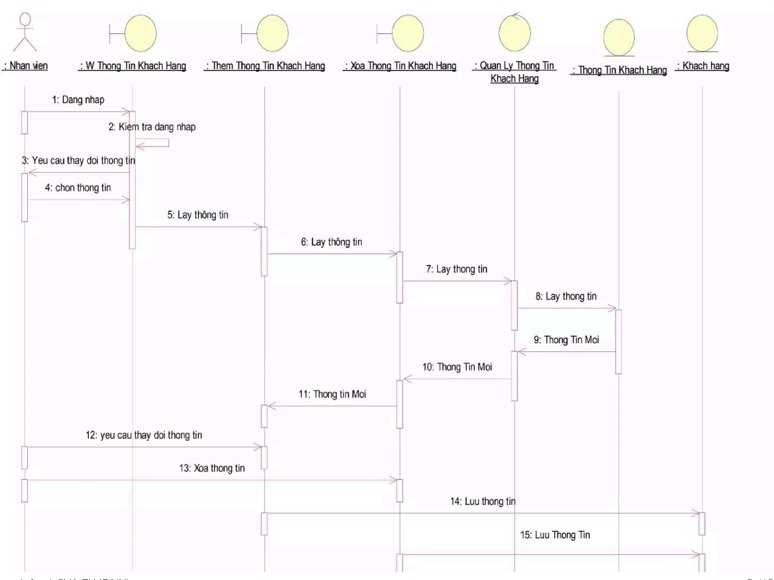 : Nhan vien
: W Thong Tin Khach Hang
: Them Thong Tin Khach Hang
: Xoa Thong Tin Khach Hang
: Quan Ly Thong Tin
Khach Hang
: Thong Tin Khach Hang
: Khach hang
1: Dang nhap
2: Kiem tra dang nhap
3: Yeu cau thay doi thong tin
4: chon thong tin
5: Lay thông tin
6: Lay thông tin
7: Lay thong tin
8: Lay thong tin
9: Thong Tin Moi
10: Thong Tin Moi
11: Thong tin Moi
12: yeu cau thay doi thong tin
13: Xoa thong tin
14: Luu thong tin
15: Luu Thong Tin